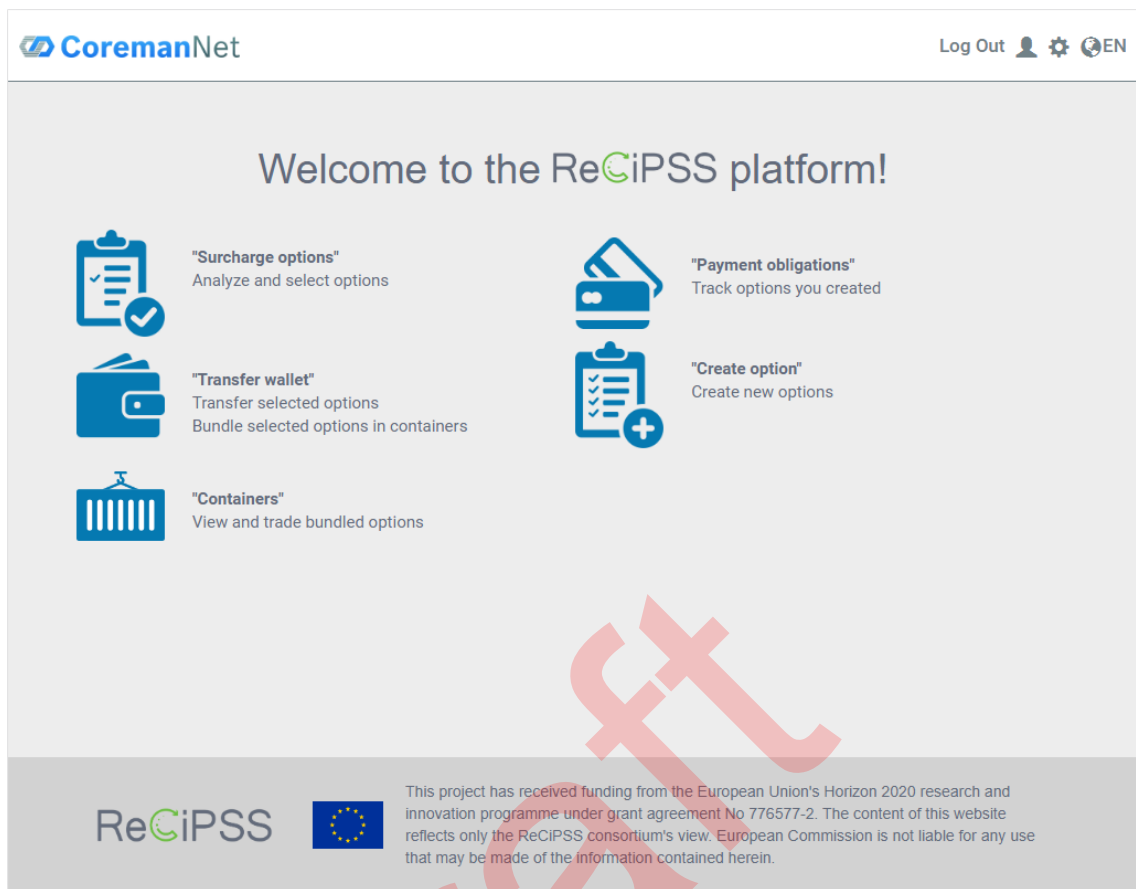 CoremanNet
Log Out EN
Welcome to the ReCiPSS platform!
"Surcharge options"
Analyze and select options
"Payment obligations"
Track options you created
"Transfer wallet"
Transfer selected options
Bundle selected options in containers
"Create option"
Create new options
"Containers"
View and trade bundled options
ReCiPSS
This project has received funding from the European Union's Horizon 2020 research and
innovation programme under grant agreement No 776577-2. The content of this website
reflects only the ReCiPSS consortium's view. European Commission is not liable for any use
that may be made of the information contained herein.